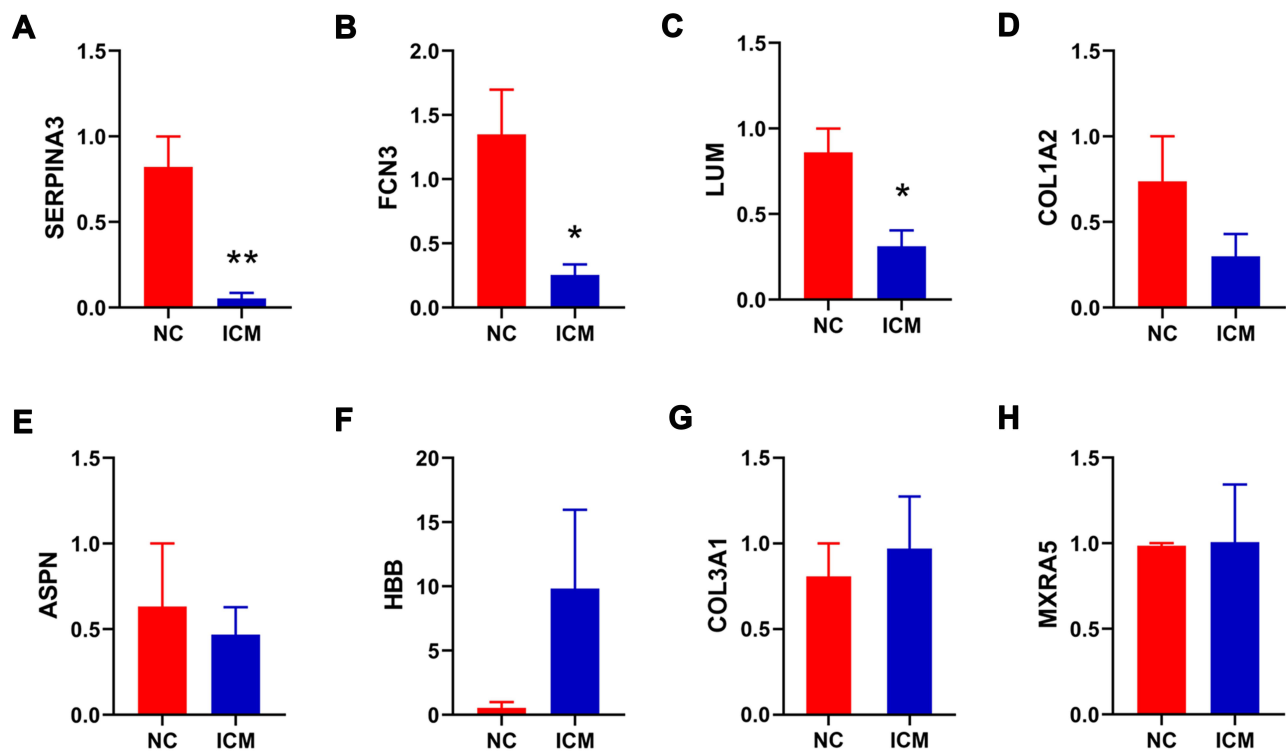 A
B
C
D
SERPINA3
1.5
1.0
0.5
0.0
**
NC
ICM
FCN3
2.0
1.5
1.0
0.5
0.0
*
NC
ICM
LUM
1.5
1.0
0.5
0.0
*
NC
ICM
COL1A2
1.5
1.0
0.5
0.0
NC
ICM
E
F
G
H
ASPN
1.5
1.0
0.5
0.0
NC
ICM
HBB
20
15
10
5
0
NC
ICM
COL3A1
1.5
1.0
0.5
0.0
NC
ICM
MXRA5
1.5
1.0
0.5
0.0
NC
ICM